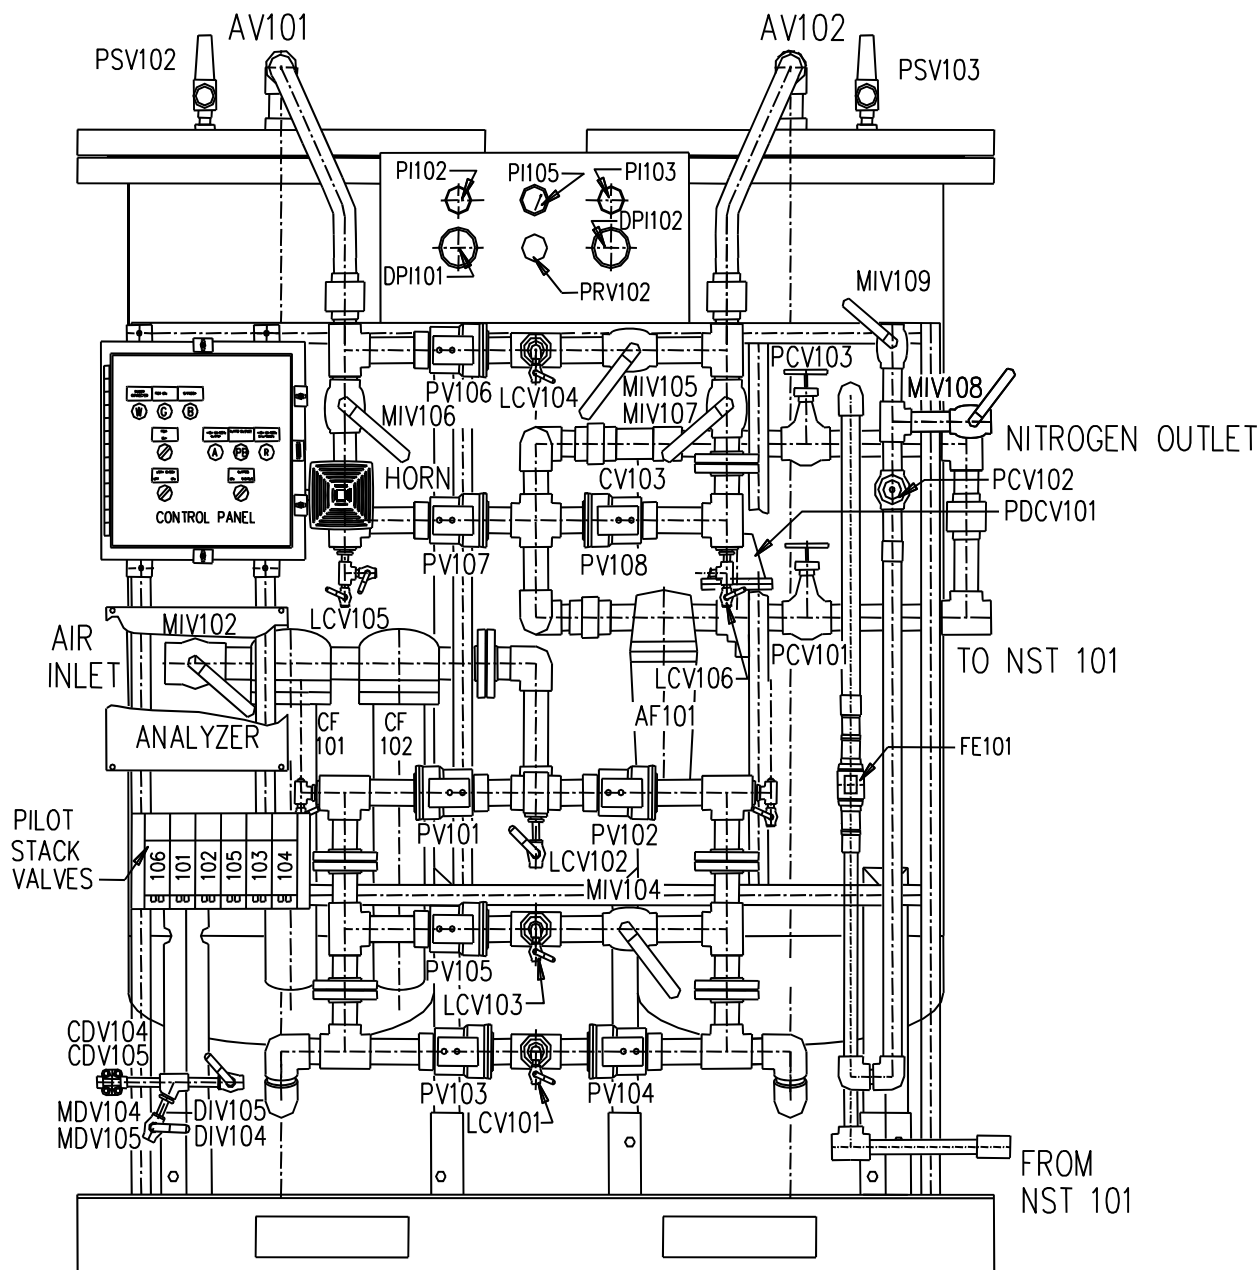 AV101
AV102
PSV102
PSV103
PI102
PI105
PI103
DPI102
DPI101
PRV102
MIV109
PCV103
PV106
LCV104
MIV105
MIV107
MIV108
MIV106
W G B
A PB R
CONTROL PANEL
HORN
CV103
NITROGEN OUTLET
PCV102
PDCV101
PV107
PV108
LCV105
MIV102
AIR
INLET
PCV101
LCV106
TO NST 101
ANALYZER
CF
101
CF
102
AF101
FE101
PILOT
STACK
VALVES
106 101 102 105 103 104
PV101
PV102
LCV102
MIV104
PV105
LCV103
CDV104
CDV105
MDV104
MDV105
DIV105
DIV104
PV103
PV104
LCV101
FROM
NST 101